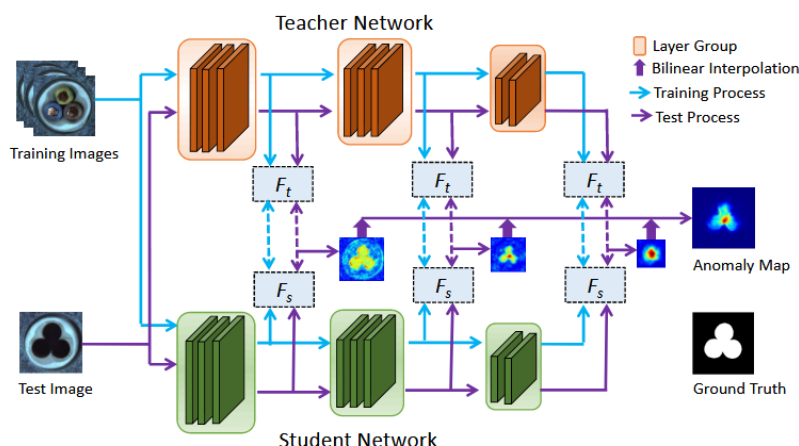 Teacher Network
Layer Group
Bilinear Interpolation
Training Process
Test Process
Training Images
F_t
F_t
F_t
F_s
F_s
F_s
Anomaly Map
Test Image
Ground Truth
Student Network